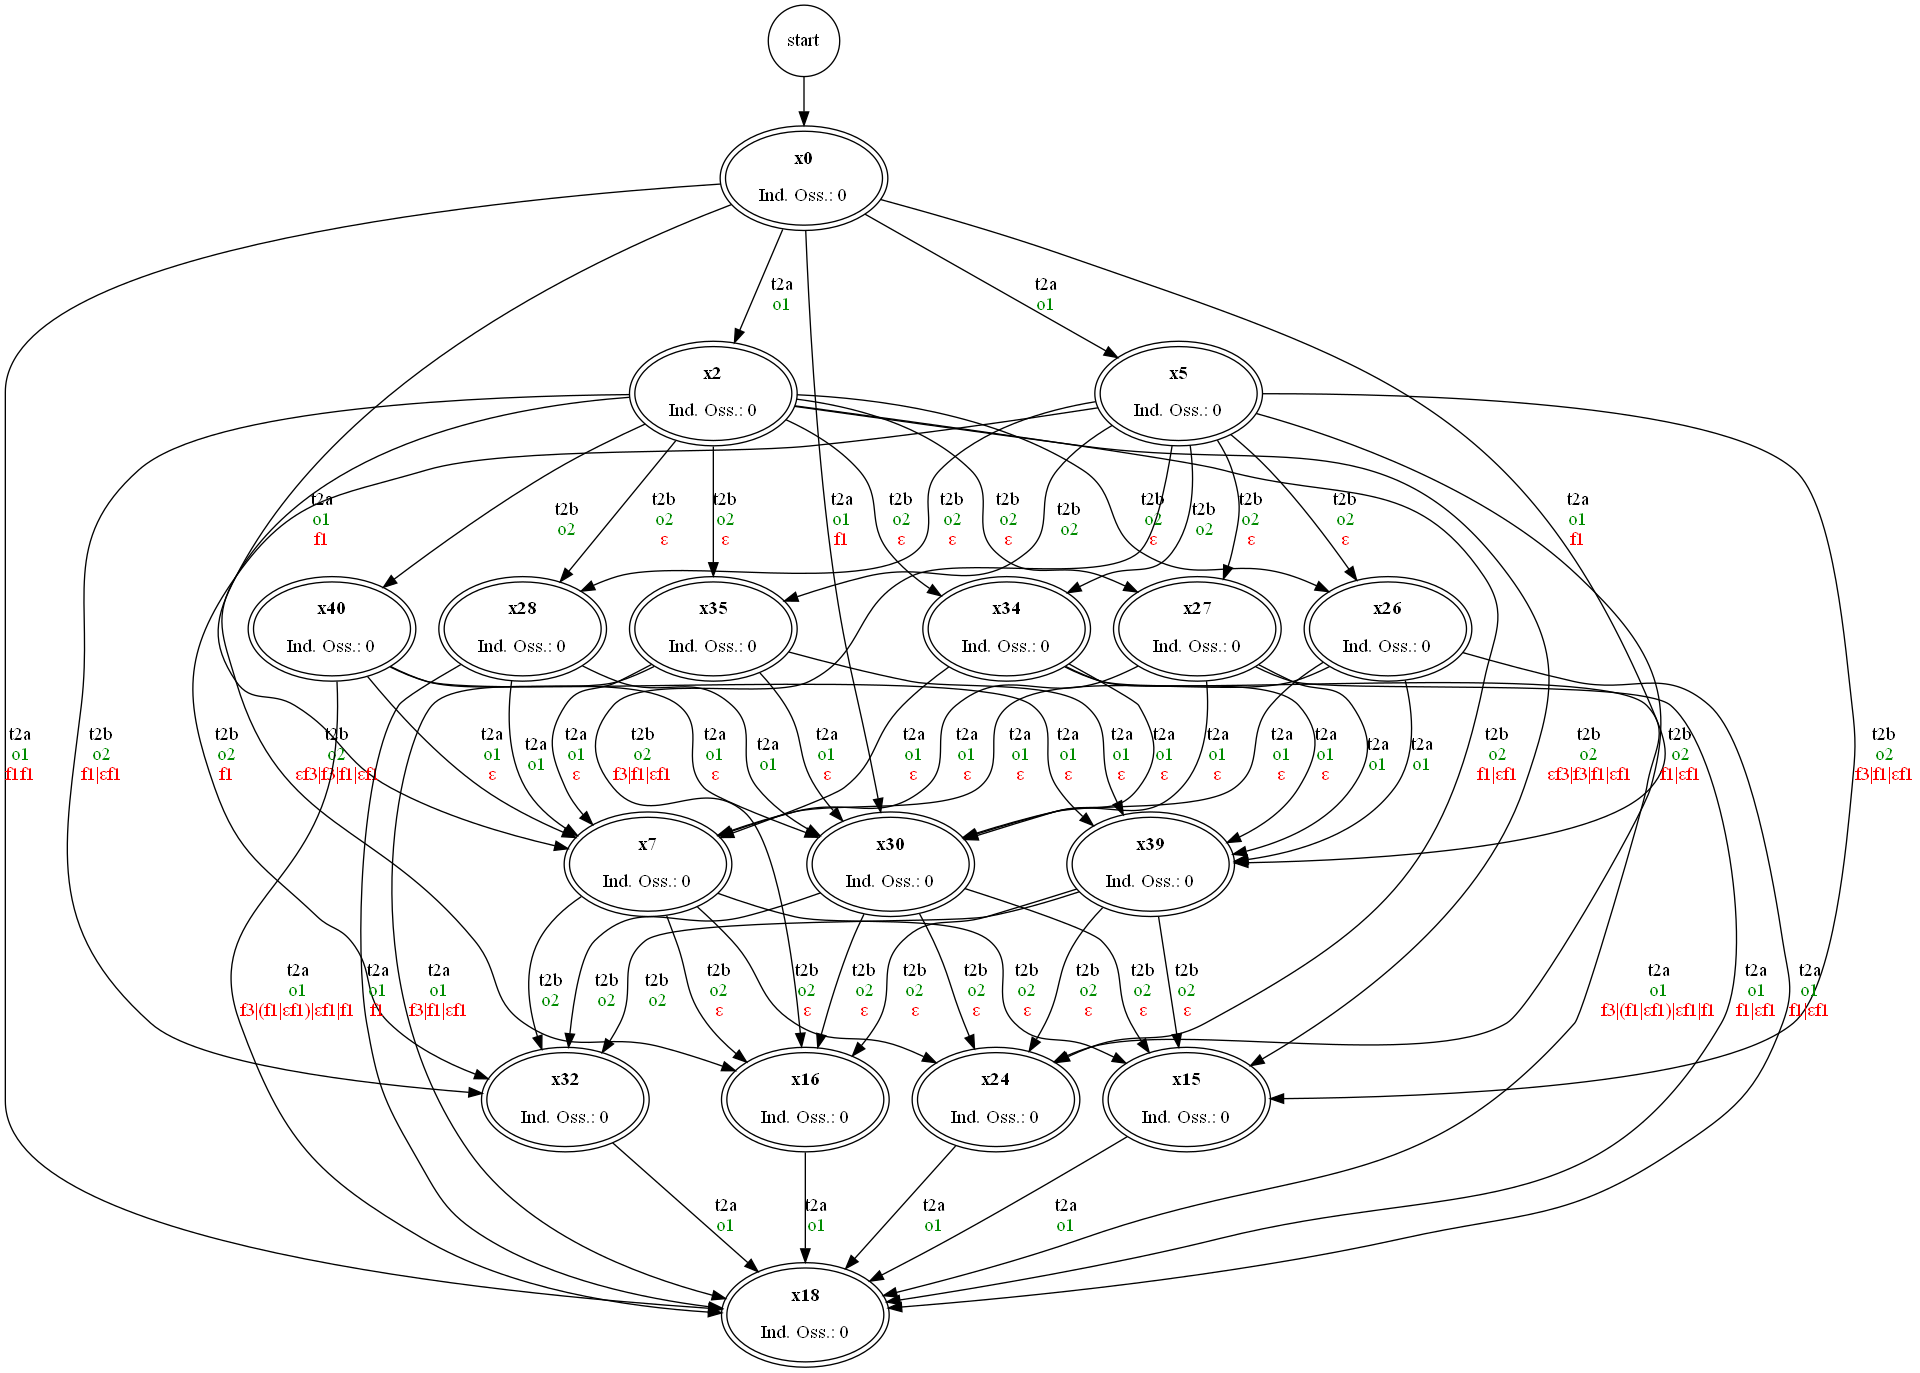 start
x0
Ind. Oss.: 0
t2a
o1
t2a
o1
x2
Ind. Oss.: 0
x5
Ind. Oss.: 0
t2a
o1
f1
t2b
o2
t2b
o2
ε
t2b
o2
ε
t2a
o1
f1
t2b
o2
ε
t2b
o2
ε
t2b
o2
ε
t2b
o2
t2b
o2
ε
t2b
o2
t2b
o2
ε
t2b
o2
ε
t2a
o1
f1
x40
Ind. Oss.: 0
x28
Ind. Oss.: 0
x35
Ind. Oss.: 0
x34
Ind. Oss.: 0
x27
Ind. Oss.: 0
x26
Ind. Oss.: 0
t2a
o1
f1f1
t2b
o2
f1|εf1
t2b
o2
f1
t2b
o2
εf3|f3|f1|εf1
t2a
o1
ε
t2a
o1
t2a
o1
ε
t2b
o2
f3|f1|εf1
t2a
o1
ε
t2a
o1
t2a
o1
ε
t2a
o1
ε
t2a
o1
ε
t2a
o1
ε
t2a
o1
ε
t2a
o1
ε
t2a
o1
ε
t2a
o1
ε
t2a
o1
ε
t2a
o1
ε
t2a
o1
t2a
o1
t2b
o2
f1|εf1
t2b
o2
εf3|f3|f1|εf1
t2b
o2
f1|εf1
t2b
o2
f3|f1|εf1
x7
Ind. Oss.: 0
x30
Ind. Oss.: 0
x39
Ind. Oss.: 0
t2a
o1
f3|(f1|εf1)|εf1|f1
t2a
o1
f1
t2a
o1
f3|f1|εf1
t2b
o2
t2b
o2
t2b
o2
t2b
o2
ε
t2b
o2
ε
t2b
o2
ε
t2b
o2
ε
t2b
o2
ε
t2b
o2
ε
t2b
o2
ε
t2b
o2
ε
t2b
o2
ε
t2a
o1
f3|(f1|εf1)|εf1|f1
t2a
o1
f1|εf1
t2a
o1
f1|εf1
x32
Ind. Oss.: 0
x16
Ind. Oss.: 0
x24
Ind. Oss.: 0
x15
Ind. Oss.: 0
t2a
o1
t2a
o1
t2a
o1
t2a
o1
x18
Ind. Oss.: 0